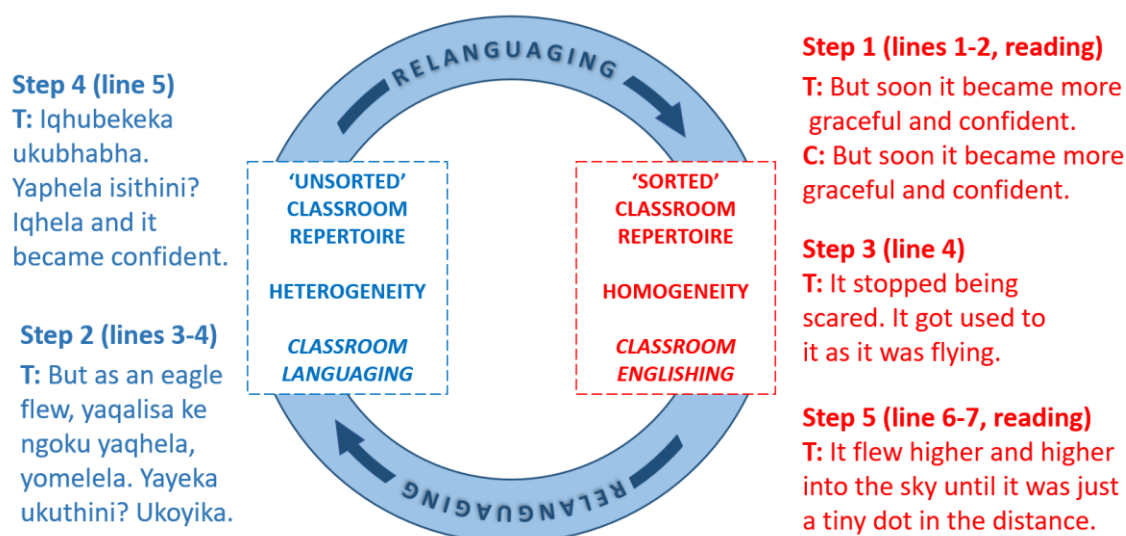 RELANGUAGING
Step 4 (line 5)
T: Iqhubekeka
ukubhabha.
Yaphela isithini?
Iqhela and it
became confident.
Step 2 (lines 3-4)
T: But as an eagle
flew, yaqalisa ke
ngoku yaqhela,
yomelela. Yayeka
ukuthini? Ukoyika.
‘UNSORTED’
CLASSROOM
REPERTOIRE
HETEROGENEITY
CLASSROOM
LANGUAGING
‘SORTED’
CLASSROOM
REPERTOIRE
HOMOGENEITY
CLASSROOM
ENGLISHING
Step 1 (lines 1-2, reading)
T: But soon it became more
graceful and confident.
C: But soon it became more
graceful and confident.
Step 3 (line 4)
T: It stopped being
scared. It got used to
it as it was flying.
Step 5 (line 6-7, reading)
T: It flew higher and higher
into the sky until it was just
a tiny dot in the distance.
RELANGUAGING